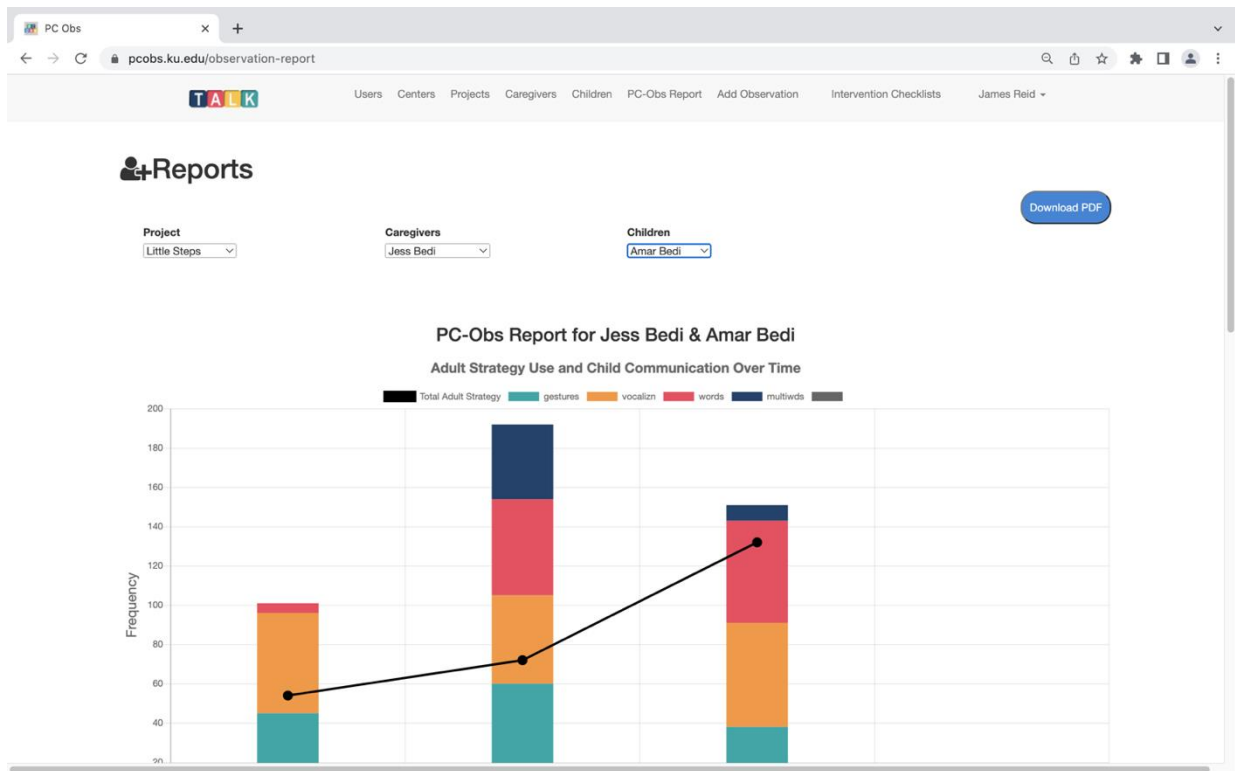 PC Obs
pcobs.ku.edu/observation-report
TALK Users Centers Projects Caregivers Children PC-Obs Report Add Observation Intervention Checklists James Reid
Reports
Download PDF
Project Caregivers Children
Little Steps Jess Bedi Amar Bedi
PC-Obs Report for Jess Bedi & Amar Bedi
Adult Strategy Use and Child Communication Over Time
Total Adult Strategy gestures vocalizn words multiwds
200
180
160
140
120
100
80
60
40
20
Frequency